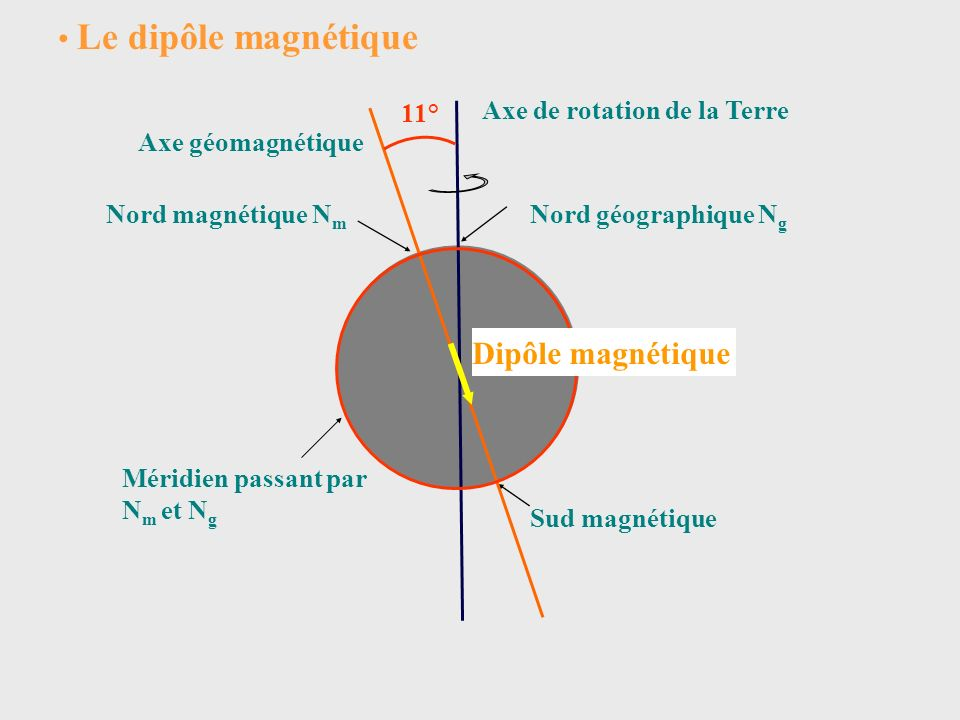 • Le dipôle magnétique
11°
Axe de rotation de la Terre
Axe géomagnétique
Nord magnétique Nm
Nord géographique Ng
Dipôle magnétique
Méridien passant par
Nm et Ng
Sud magnétique